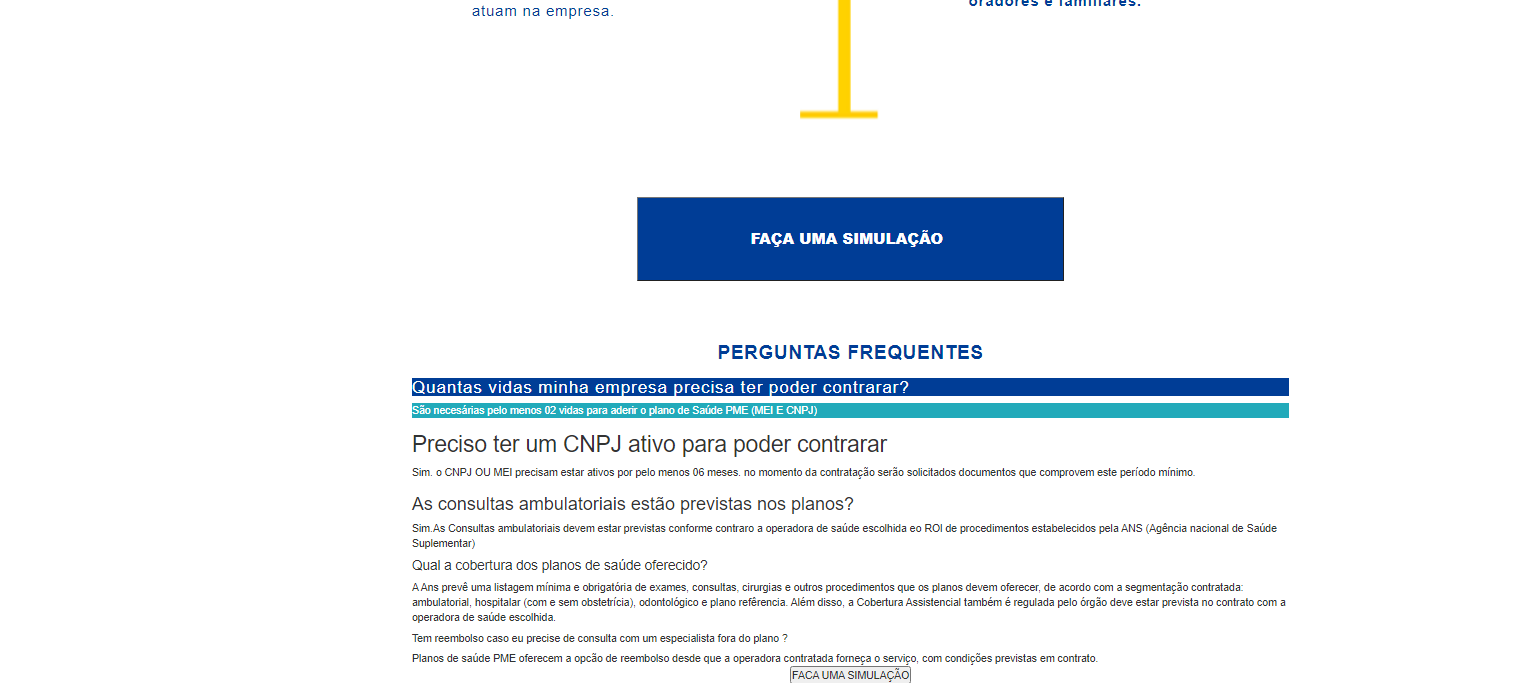 oradores e familiares.
atuam na empresa.
FAÇA UMA SIMULAÇÃO
PERGUNTAS FREQUENTES
Quantas vidas minha empresa precisa ter poder contrarar?
São necesárias pelo menos 02 vidas para aderir o plano de Saúde PME (MEI E CNPJ)
Preciso ter um CNPJ ativo para poder contrarar
Sim. o CNPJ OU MEI precisam estar ativos por pelo menos 06 meses. no momento da contratação serão solicitados documentos que comprovem este período mínimo.
As consultas ambulatoriais estão previstas nos planos?
Sim.As Consultas ambulatoriais devem estar previstas conforme contraro a operadora de saúde escolhida eo ROI de procedimentos estabelecidos pela ANS (Agência nacional de Saúde
Suplementar)
Qual a cobertura dos planos de saúde oferecido?
A Ans prevê uma listagem mínima e obrigatória de exames, consultas, cirurgias e outros procedimentos que os planos devem oferecer, de acordo com a segmentação contratada:
ambulatorial, hospitalar (com e sem obstetrícia), odontológico e plano refêrencia. Além disso, a Cobertura Assistencial também é regulada pelo órgão deve estar prevista no contrato com a
operadora de saúde escolhida.
Tem reembolso caso eu precise de consulta com um especialista fora do plano ?
Planos de saúde PME oferecem a opcão de reembolso desde que a operadora contratada forneça o serviço, com condições previstas em contrato.
FACA UMA SIMULAÇÃO